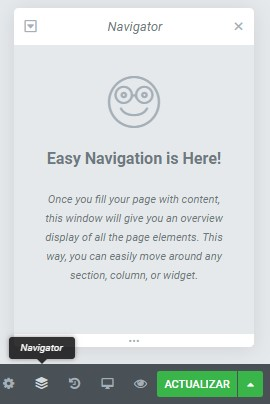 Navigator
Easy Navigation is Here!
Once you fill your page with content,
this window will give you an overview
display of all the page elements. This
way, you can easily move around any
section, column, or widget.
Navigator
ACTUALIZAR